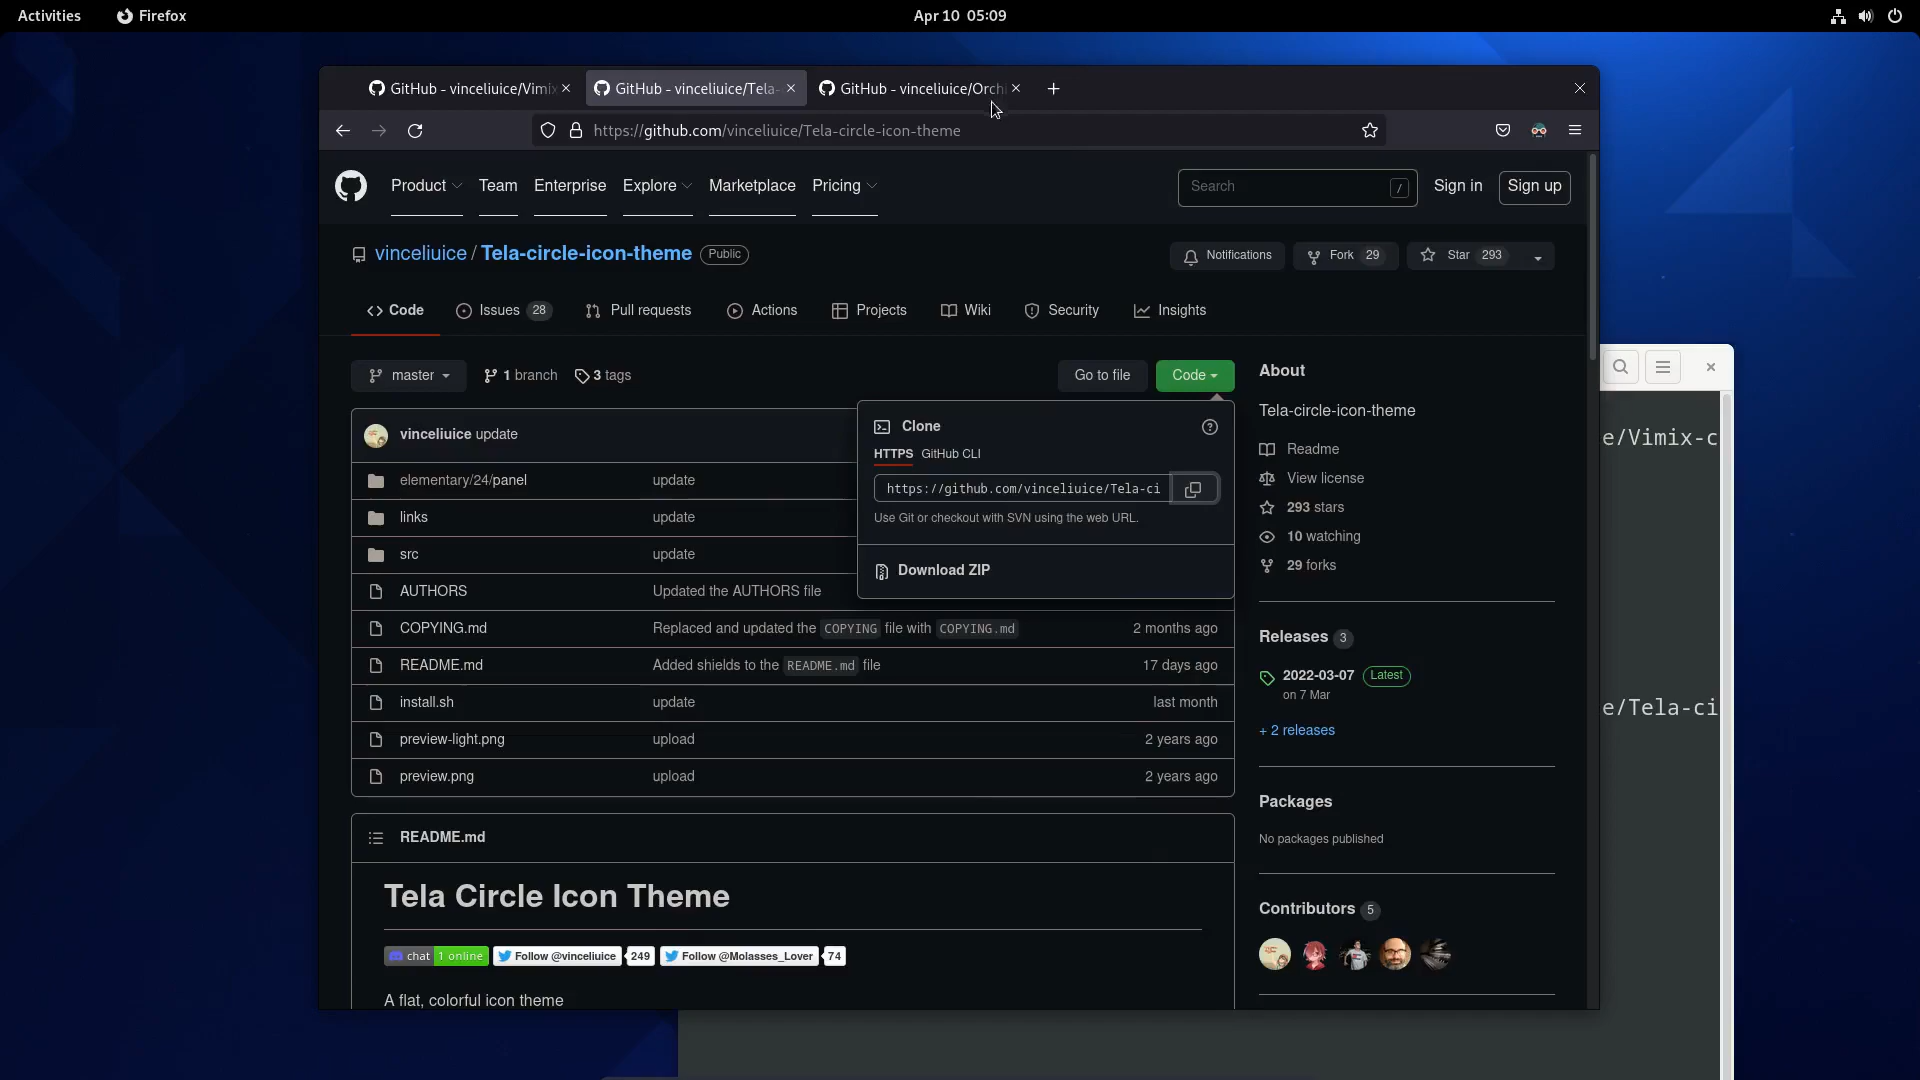 Activities Firefox Apr 10 05:09
GitHub - vinceliuice/Vimix GitHub - vinceliuice/Tela- GitHub - vinceliuice/Orchi
https://github.com/vinceliuice/Tela-circle-icon-theme
Product Team Enterprise Explore Marketplace Pricing Search / Sign in Sign up
vinceliuice / Tela-circle-icon-theme Public Notifications Fork 29 Star 293
Code Issues 28 Pull requests Actions Projects Wiki Security Insights
master 1 branch 3 tags Go to file Code
About
Tela-circle-icon-theme
Readme
View license
293 stars
10 watching
29 forks
Releases 3
2022-03-07 Latest
on 7 Mar
+ 2 releases
Packages
No packages published
Contributors 5
Clone
HTTPS GitHub CLI
https://github.com/vinceliuice/Tela-ci
Use Git or checkout with SVN using the web URL.
Download ZIP
vinceliuice update
elementary/24/panel update
links update
src update
AUTHORS Updated the AUTHORS file
COPYING.md Replaced and updated the COPYING file with COPYING.md 2 months ago
README.md Added shields to the README.md file 17 days ago
install.sh update last month
preview-light.png upload 2 years ago
preview.png upload 2 years ago
README.md
Tela Circle Icon Theme
chat 1 online Follow @vinceliuice 249 Follow @Molasses_Lover 74
A flat, colorful icon theme
e/Vimix-c
e/Tela-ci